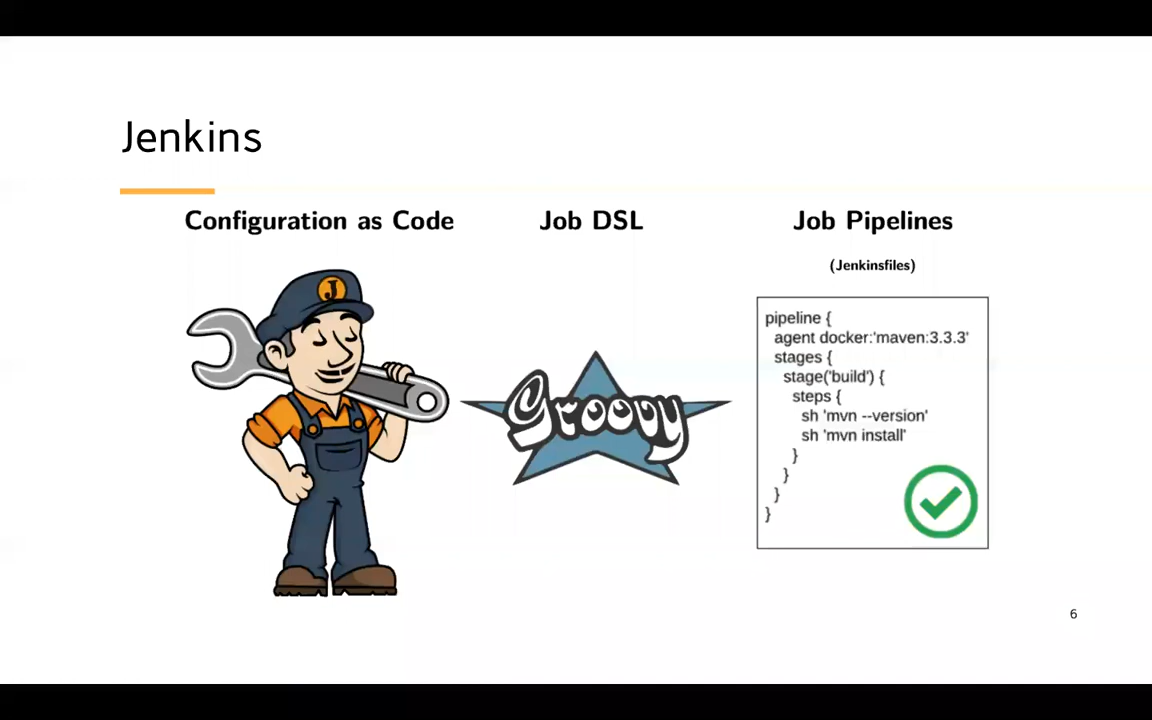 Jenkins
Configuration as Code
Job DSL
Job Pipelines
(Jenkinsfiles)
J
Groovy
pipeline {
agent docker:'maven:3.3.3'
stages {
stage('build') {
steps {
sh 'mvn --version'
sh 'mvn install'
}
}
}
}
6